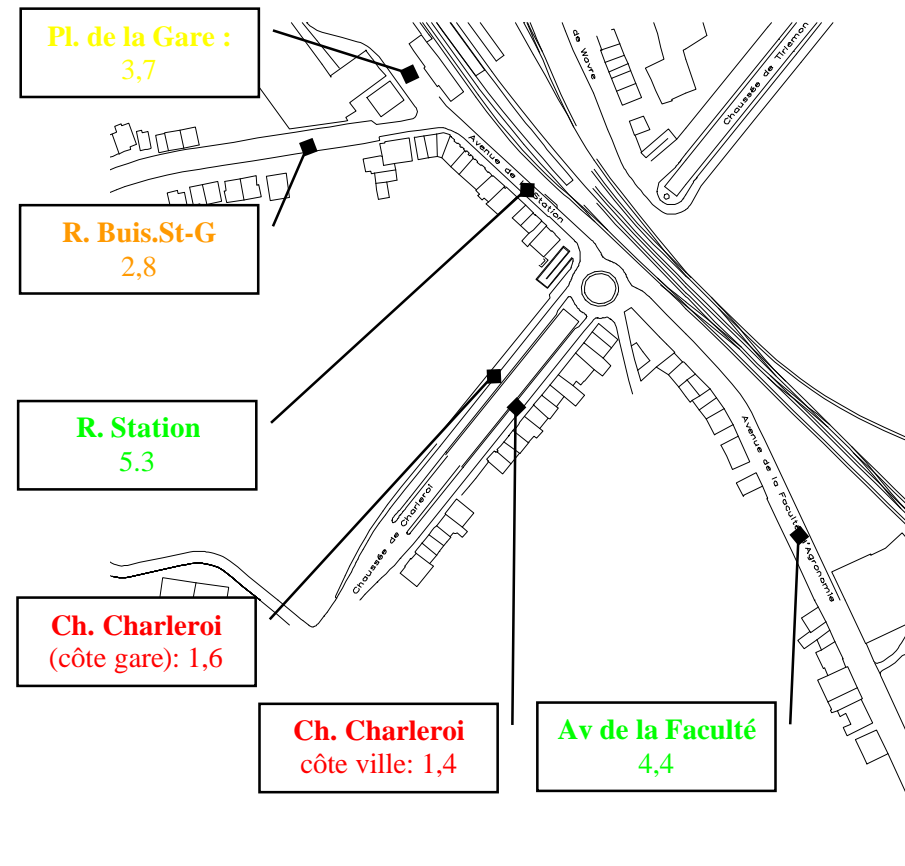 Pl. de la Gare :
3,7
de Wavre
Chaussée de Tirlemon
Avenue de
Station
R. Buis.St-G
2,8
R. Station
5.3
Avenue de la Faculté d'Agronomie
Chaussée de Charleroi
Ch. Charleroi
(côte gare): 1,6
Ch. Charleroi
côte ville: 1,4
Av de la Faculté
4,4